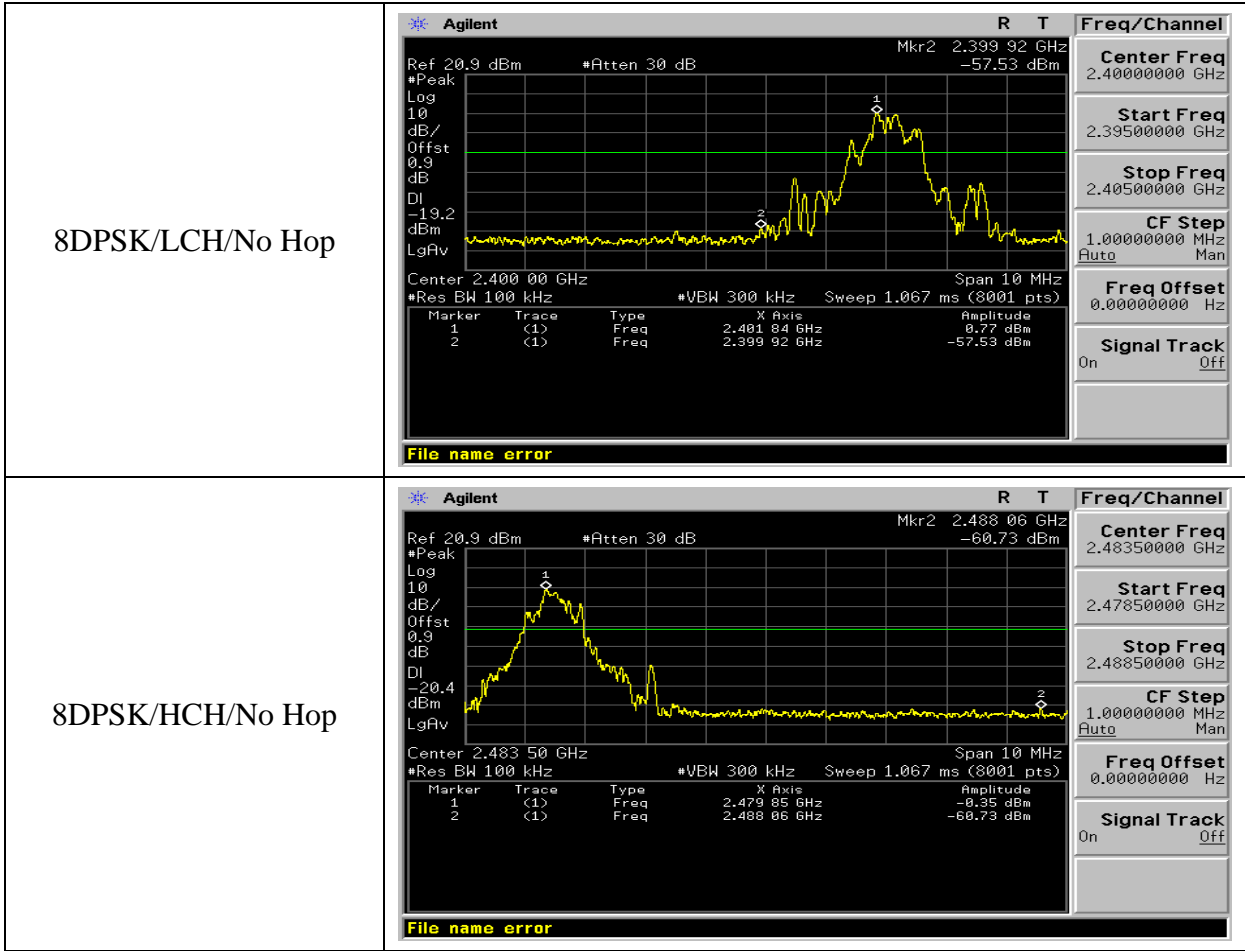 8DPSK/LCH/No Hop
Agilent R T
Mkr2 2.399 92 GHz
Ref 20.9 dBm #Atten 30 dB -57.53 dBm
#Peak
Log
10
dB/
Offst
0.9
dB
DI
-19.2
dBm
LgAv
1
2
Center 2.400 00 GHz Span 10 MHz
#Res BW 100 kHz #VBW 300 kHz Sweep 1.067 ms (8001 pts)
Marker Trace Type X Axis Amplitude
1 (1) Freq 2.401 84 GHz 0.77 dBm
2 (1) Freq 2.399 92 GHz -57.53 dBm
File name error
Freq/Channel
Center Freq
2.40000000 GHz
Start Freq
2.39500000 GHz
Stop Freq
2.40500000 GHz
CF Step
1.00000000 MHz
Auto Man
Freq Offset
0.00000000 Hz
Signal Track
On Off
8DPSK/HCH/No Hop
Agilent R T
Mkr2 2.488 06 GHz
Ref 20.9 dBm #Atten 30 dB -60.73 dBm
#Peak
Log
10
dB/
Offst
0.9
dB
DI
-20.4
dBm
LgAv
1
2
Center 2.483 50 GHz Span 10 MHz
#Res BW 100 kHz #VBW 300 kHz Sweep 1.067 ms (8001 pts)
Marker Trace Type X Axis Amplitude
1 (1) Freq 2.479 85 GHz -0.35 dBm
2 (1) Freq 2.488 06 GHz -60.73 dBm
File name error
Freq/Channel
Center Freq
2.48350000 GHz
Start Freq
2.47850000 GHz
Stop Freq
2.48850000 GHz
CF Step
1.00000000 MHz
Auto Man
Freq Offset
0.00000000 Hz
Signal Track
On Off